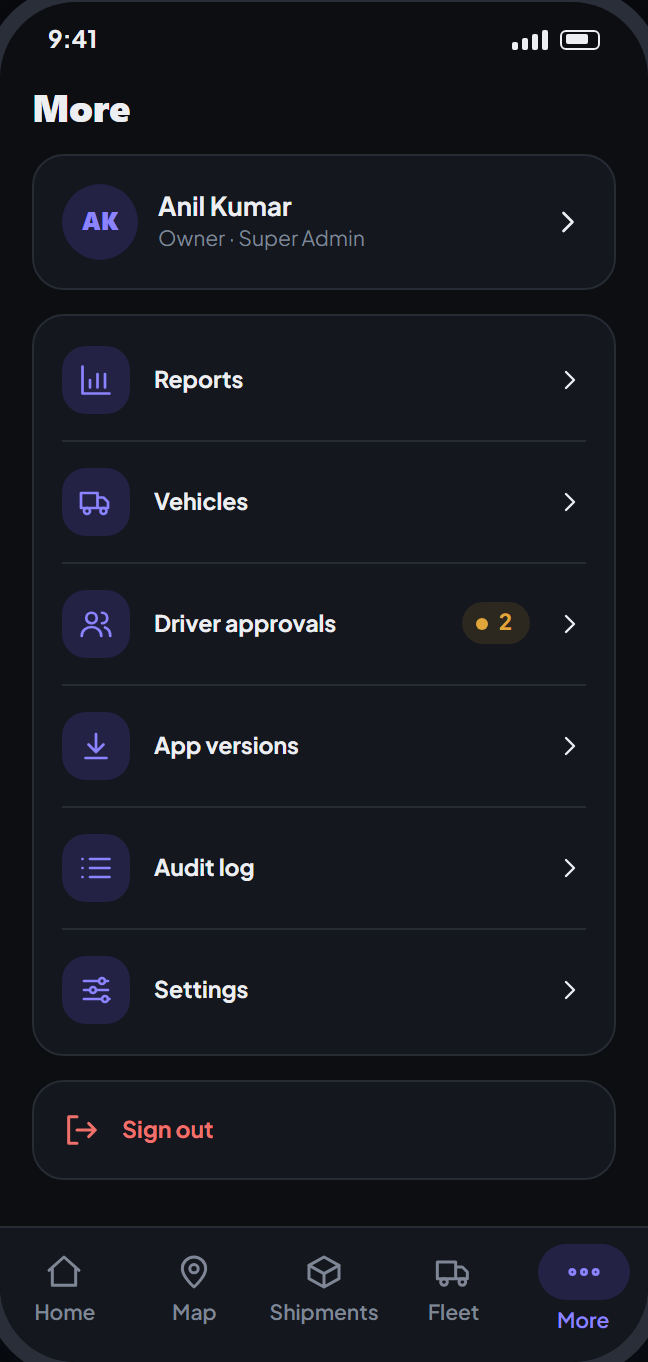 9:41
More
AK
Anil Kumar
Owner · Super Admin
Reports
Vehicles
Driver approvals
2
App versions
Audit log
Settings
Sign out
Home
Map
Shipments
Fleet
More